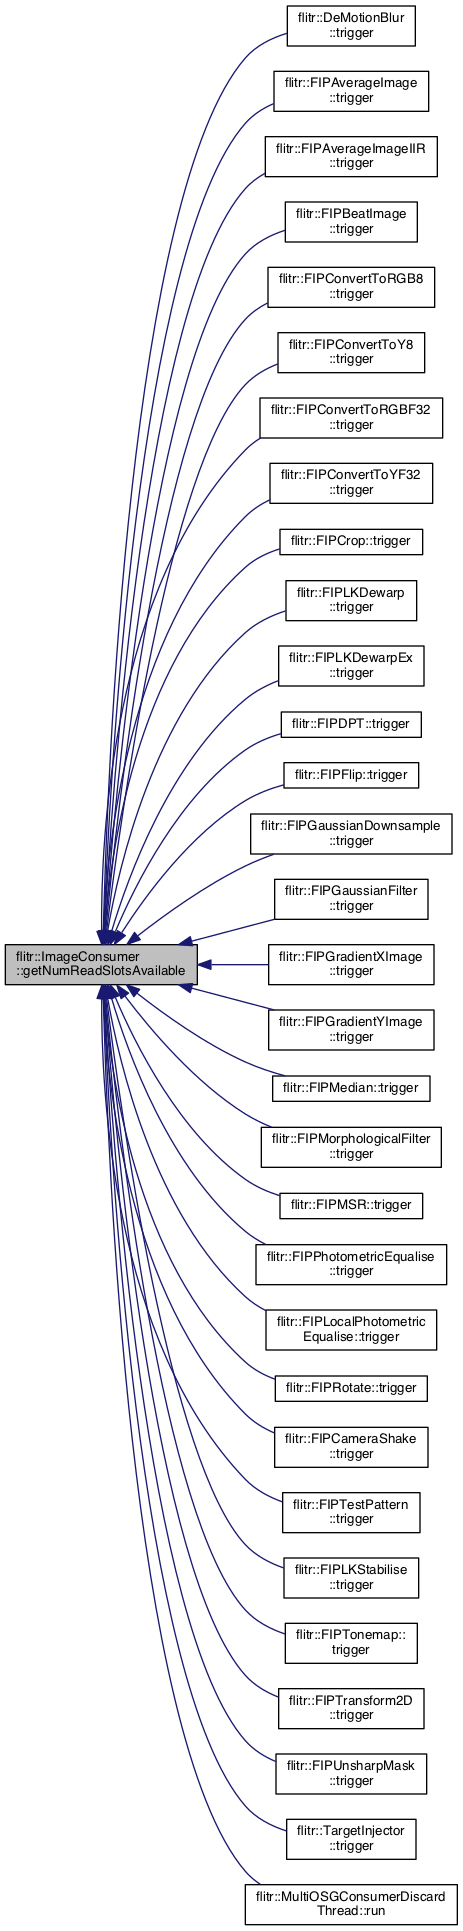 flitr::DeMotionBlur
::trigger
flitr::FIPAverageImage
::trigger
flitr::FIPAverageImageIIR
::trigger
flitr::FIPBeatImage
::trigger
flitr::FIPConvertToRGB8
::trigger
flitr::FIPConvertToY8
::trigger
flitr::FIPConvertToRGBF32
::trigger
flitr::FIPConvertToYF32
::trigger
flitr::FIPCrop::trigger
flitr::FIPLKDewarp
::trigger
flitr::FIPLKDewarpEx
::trigger
flitr::FIPDPT::trigger
flitr::FIPFlip::trigger
flitr::FIPGaussianDownsample
::trigger
flitr::FIPGaussianFilter
::trigger
flitr::ImageConsumer
::getNumReadSlotsAvailable
flitr::FIPGradientXImage
::trigger
flitr::FIPGradientYImage
::trigger
flitr::FIPMedian::trigger
flitr::FIPMorphologicalFilter
::trigger
flitr::FIPMSR::trigger
flitr::FIPPhotometricEqualise
::trigger
flitr::FIPLocalPhotometric
Equalise::trigger
flitr::FIPRotate::trigger
flitr::FIPCameraShake
::trigger
flitr::FIPTestPattern
::trigger
flitr::FIPLKStabilise
::trigger
flitr::FIPTonemap::
trigger
flitr::FIPTransform2D
::trigger
flitr::FIPUnsharpMask
::trigger
flitr::TargetInjector
::trigger
flitr::MultiOSGConsumerDiscard
Thread::run